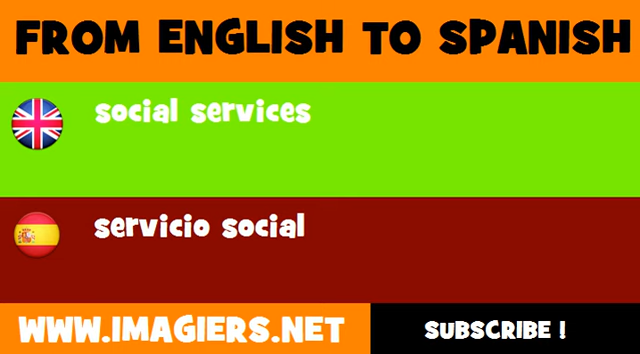 FROM ENGLISH TO SPANISH
social services
servicio social
WWW.IMAGIERS.NET
SUBSCRIBE !